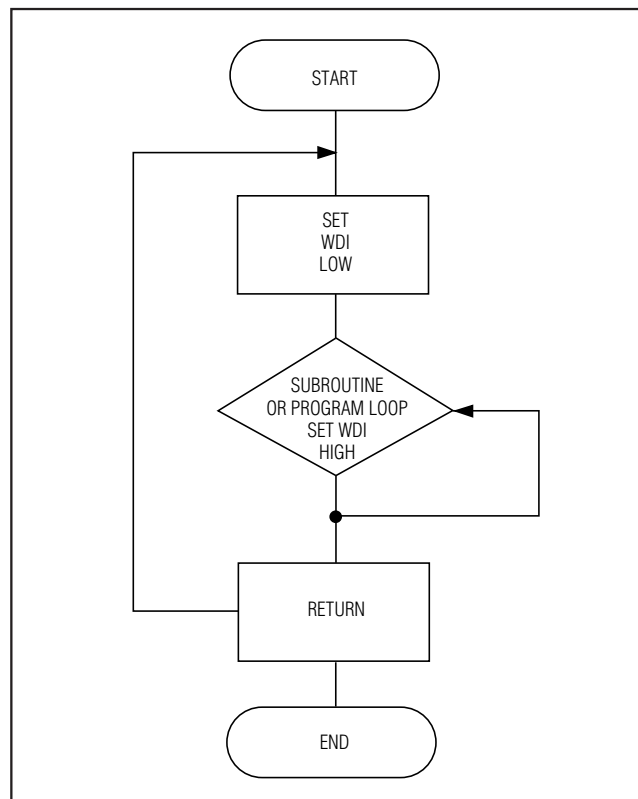 START
SET
WDI
LOW
SUBROUTINE
OR PROGRAM LOOP
SET WDI
HIGH
RETURN
END